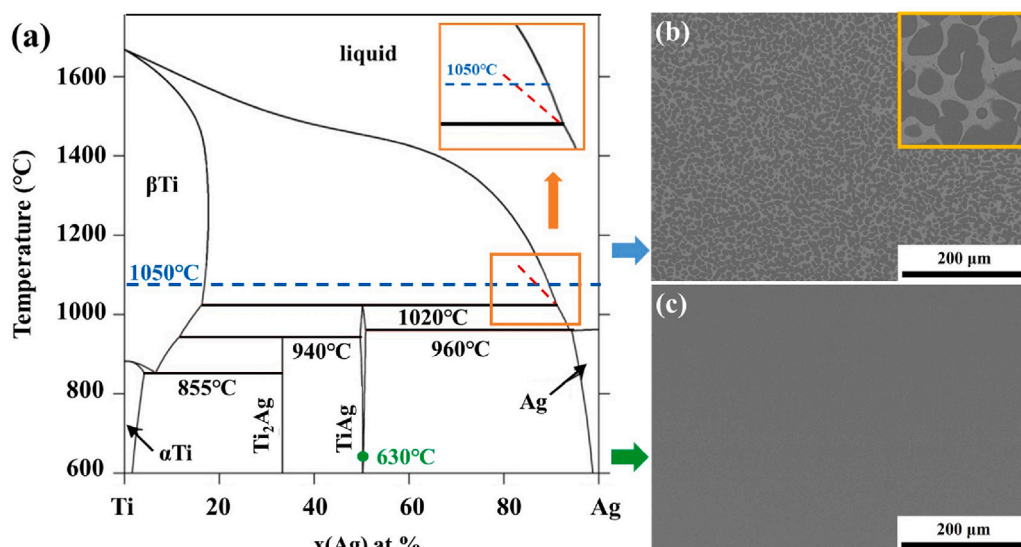 (a)
Temperature (℃)
1600
1400
1200
1000
800
600
liquid
βTi
1050℃
1050℃
1020℃
940℃
960℃
855℃
Ti₂Ag
TiAg
Ag
αTi
630℃
Ti
20
40
60
80
Ag
x(Ag) at.%
(b)
200 μm
(c)
200 μm